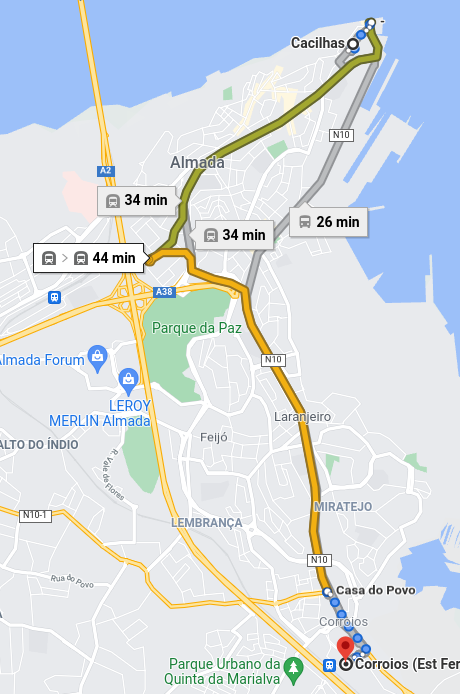 Cacilhas
N10
A2
Almada
34 min
26 min
34 min
44 min
A38
Parque da Paz
Almada Forum
N10
LEROY
MERLIN Almada
Laranjeiro
Feijó
ALTO DO ÍNDIO
R. Vale de Flores
MIRATEJO
N10-1
LEMBRANÇA
N10
Rua do Povo
Casa do Povo
Corroios
Parque Urbano da
Quinta da Marialva
Corroios (Est Fer